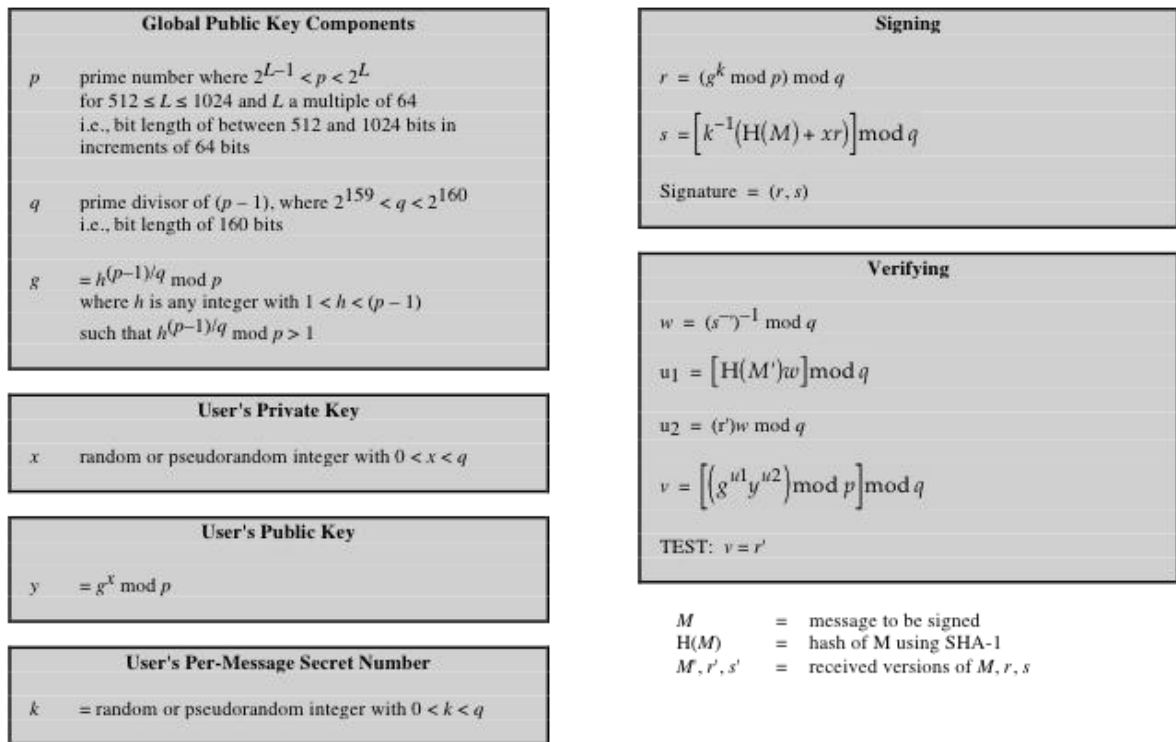 Global Public Key Components
p prime number where 2^{L–1} < p < 2^{L}
for 512 ≤ L ≤ 1024 and L a multiple of 64
i.e., bit length of between 512 and 1024 bits in
increments of 64 bits
q prime divisor of (p – 1), where 2^{159} < q < 2^{160}
i.e., bit length of 160 bits
g = h^{(p–1)/q} mod p
where h is any integer with 1 < h < (p – 1)
such that h^{(p–1)/q} mod p > 1
User's Private Key
x random or pseudorandom integer with 0 < x < q
User's Public Key
y = g^{x} mod p
User's Per-Message Secret Number
k = random or pseudorandom integer with 0 < k < q
Signing
r = (g^{k} mod p) mod q
s = [k^{–1}(H(M) + xr)] mod q
Signature = (r, s)
Verifying
w = (s')^{–1} mod q
u1 = [H(M')w] mod q
u2 = (r')w mod q
v = [(g^{u1}y^{u2}) mod p] mod q
TEST: v = r'
M = message to be signed
H(M) = hash of M using SHA-1
M', r', s' = received versions of M, r, s